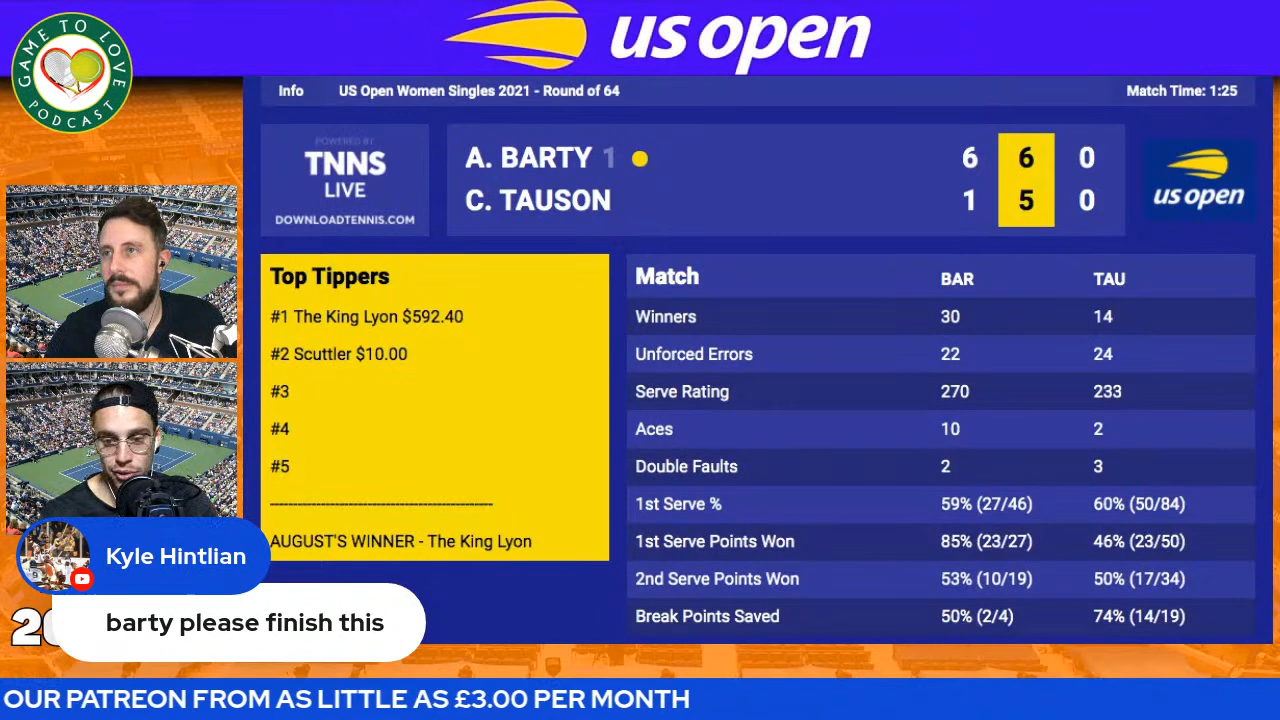 GAME TO LOVE
PODCAST
us open
Info US Open Women Singles 2021 - Round of 64 Match Time: 1:25
POWERED BY
TNNS
LIVE
DOWNLOADTENNIS.COM
A. BARTY 1 6 6 0
C. TAUSON 1 5 0
us open
Top Tippers
#1 The King Lyon $592.40
#2 Scuttler $10.00
#3
#4
#5
-----------------------------------------------
AUGUST'S WINNER - The King Lyon
Match BAR TAU
Winners 30 14
Unforced Errors 22 24
Serve Rating 270 233
Aces 10 2
Double Faults 2 3
1st Serve % 59% (27/46) 60% (50/84)
1st Serve Points Won 85% (23/27) 46% (23/50)
2nd Serve Points Won 53% (10/19) 50% (17/34)
Break Points Saved 50% (2/4) 74% (14/19)
Kyle Hintlian
barty please finish this
OUR PATREON FROM AS LITTLE AS £3.00 PER MONTH